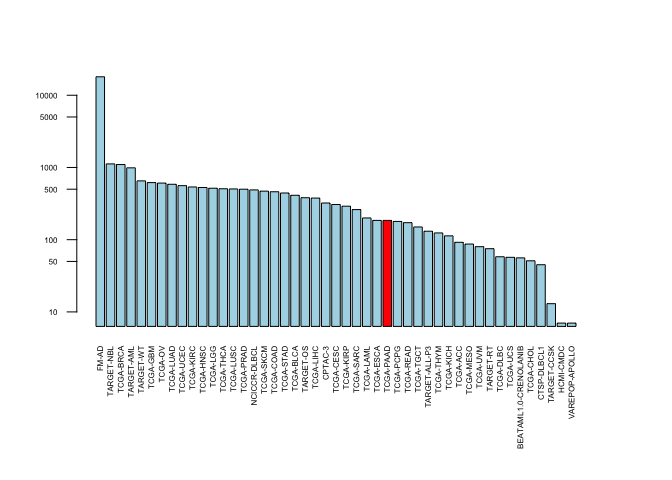 10000
5000
1000
500
100
50
10
FM-AD
TARGET-NBL
TCGA-BRCA
TARGET-AML
TARGET-WT
TCGA-GBM
TCGA-OV
TCGA-LUAD
TCGA-UCEC
TCGA-KIRC
TCGA-HNSC
TCGA-LGG
TCGA-THCA
TCGA-LUSC
TCGA-PRAD
NCICCR-DLBCL
TCGA-SKCM
TCGA-COAD
TCGA-STAD
TCGA-BLCA
TARGET-OS
TCGA-LIHC
CPTAC-3
TCGA-CESC
TCGA-KIRP
TCGA-SARC
TCGA-LAML
TCGA-ESCA
TCGA-PAAD
TCGA-PCPG
TCGA-READ
TCGA-TGCT
TARGET-ALL-P3
TCGA-THYM
TCGA-KICH
TCGA-ACC
TCGA-MESO
TCGA-UVM
TARGET-RT
TCGA-DLBC
TCGA-UCS
BEATAML1.0-CRENOLANIB
TCGA-CHOL
CTSP-DLBCL1
TARGET-CCSK
HCMI-CMDC
VAREPOP-APOLLO